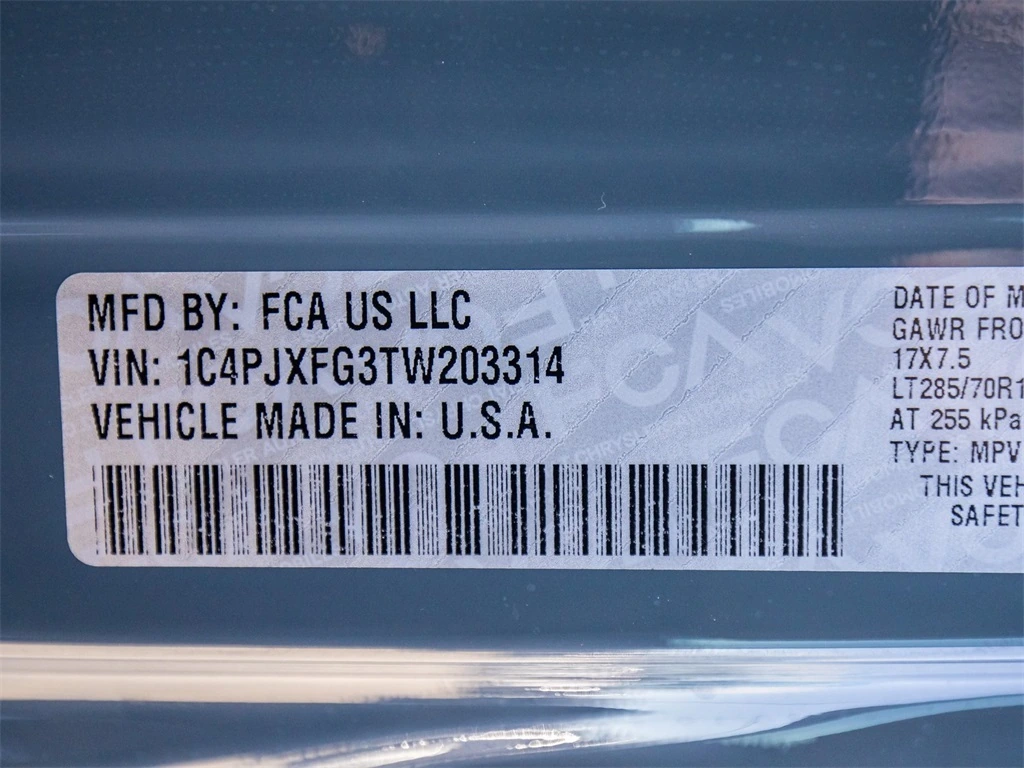 MFD BY: FCA US LLC
VIN: 1C4PJXFG3TW203314
VEHICLE MADE IN: U.S.A.
DATE OF M
GAWR FRO
17X7.5
LT285/70R1
AT 255 kPa
TYPE: MPV
THIS VEH
SAFET